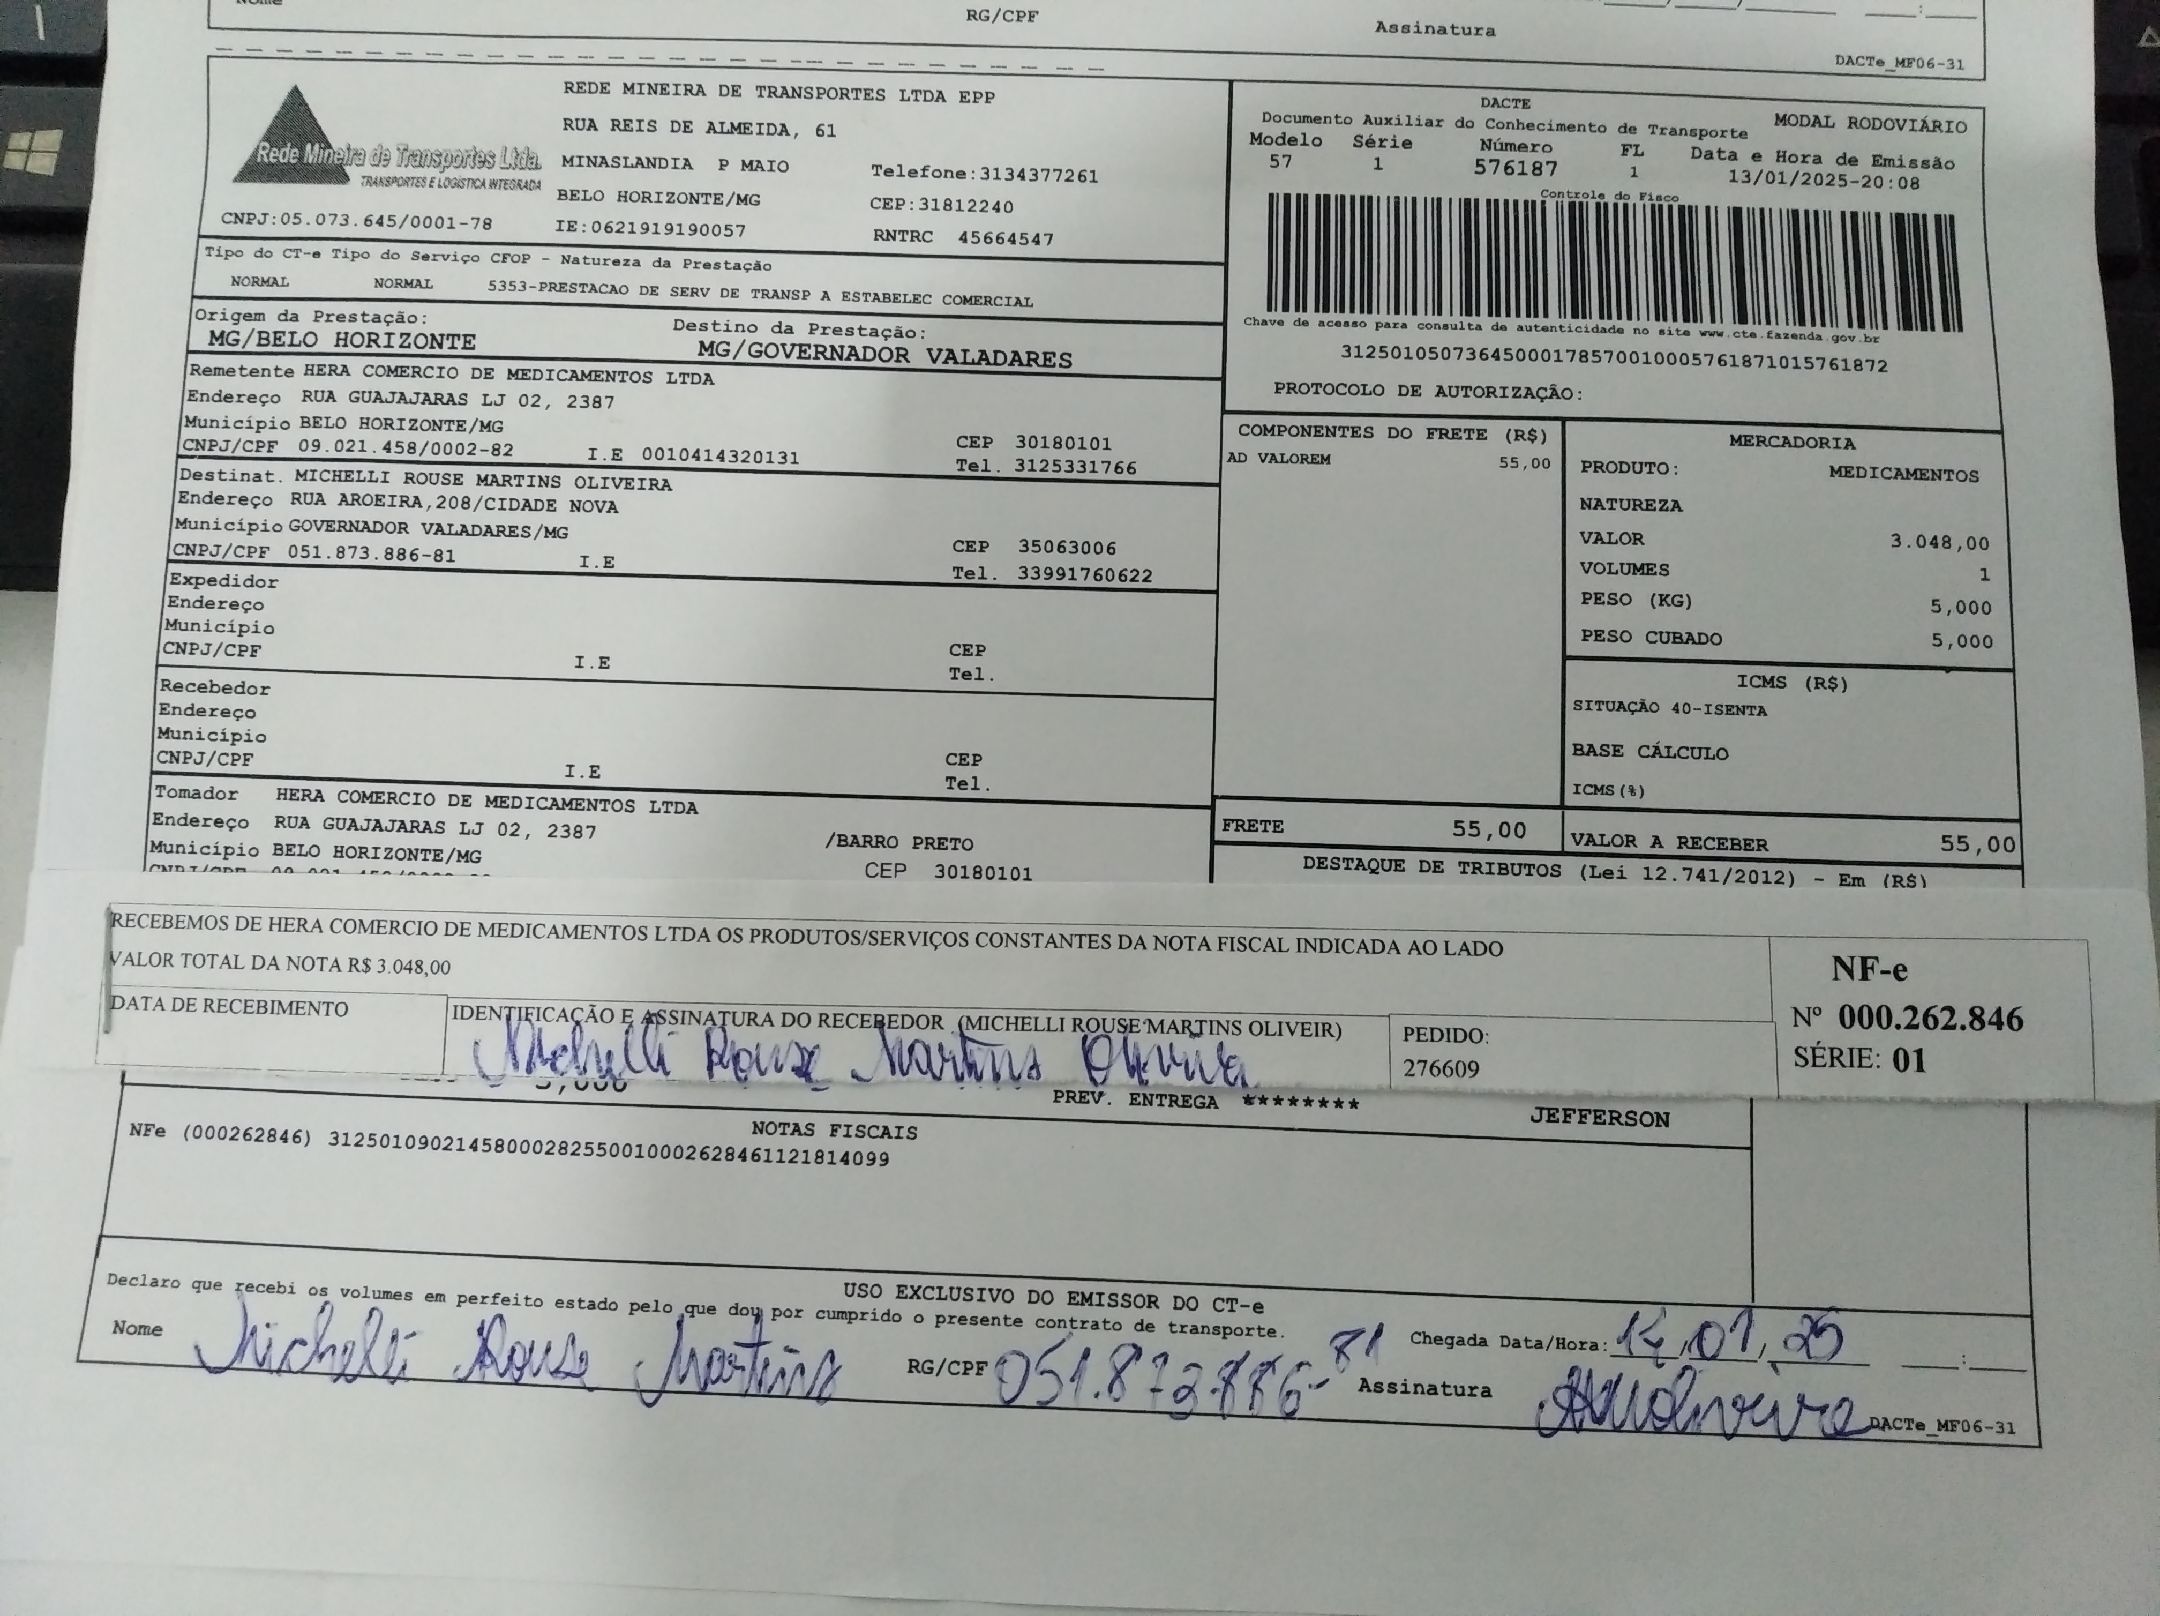 RG/CPF
Assinatura
DACTe_MF06-31
Rede Mineira de Transportes Ltda.
TRANSPORTES E LOGÍSTICA INTEGRADA
CNPJ:05.073.645/0001-78
REDE MINEIRA DE TRANSPORTES LTDA EPP
RUA REIS DE ALMEIDA, 61
MINASLANDIA P MAIO Telefone:3134377261
BELO HORIZONTE/MG CEP:31812240
IE:0621919190057 RNTRC 45664547
DACTE MODAL RODOVIÁRIO
Documento Auxiliar do Conhecimento de Transporte
Modelo Série Número FL Data e Hora de Emissão
57 1 576187 1 13/01/2025-20:08
Controle do Fisco
Chave de acesso para consulta de autenticidade no site www.cte.fazenda.gov.br
31250105073645000178570010005761871015761872
PROTOCOLO DE AUTORIZAÇÃO:
Tipo do CT-e Tipo do Serviço CFOP - Natureza da Prestação
NORMAL NORMAL 5353-PRESTACAO DE SERV DE TRANSP A ESTABELEC COMERCIAL
Origem da Prestação: Destino da Prestação:
MG/BELO HORIZONTE MG/GOVERNADOR VALADARES
Remetente HERA COMERCIO DE MEDICAMENTOS LTDA
Endereço RUA GUAJAJARAS LJ 02, 2387
Município BELO HORIZONTE/MG CEP 30180101
CNPJ/CPF 09.021.458/0002-82 I.E 0010414320131 Tel. 3125331766
Destinat. MICHELLI ROUSE MARTINS OLIVEIRA
Endereço RUA AROEIRA,208/CIDADE NOVA
Município GOVERNADOR VALADARES/MG CEP 35063006
CNPJ/CPF 051.873.886-81 I.E Tel. 33991760622
Expedidor
Endereço
Município CEP
CNPJ/CPF I.E Tel.
Recebedor
Endereço
Município CEP
CNPJ/CPF I.E Tel.
Tomador HERA COMERCIO DE MEDICAMENTOS LTDA
Endereço RUA GUAJAJARAS LJ 02, 2387 /BARRO PRETO
Município BELO HORIZONTE/MG CEP 30180101
COMPONENTES DO FRETE (R$)
AD VALOREM 55,00
MERCADORIA
PRODUTO: MEDICAMENTOS
NATUREZA
VALOR 3.048,00
VOLUMES 1
PESO (KG) 5,000
PESO CUBADO 5,000
ICMS (R$)
SITUAÇÃO 40-ISENTA
BASE CÁLCULO
ICMS(%)
FRETE 55,00 VALOR A RECEBER 55,00
DESTAQUE DE TRIBUTOS (Lei 12.741/2012) - Em (R$)
RECEBEMOS DE HERA COMERCIO DE MEDICAMENTOS LTDA OS PRODUTOS/SERVIÇOS CONSTANTES DA NOTA FISCAL INDICADA AO LADO
VALOR TOTAL DA NOTA R$ 3.048,00
DATA DE RECEBIMENTO
IDENTIFICAÇÃO E ASSINATURA DO RECEBEDOR (MICHELLI ROUSE MARTINS OLIVEIR)
Michelli Rouse Martins Oliveira
PEDIDO:
276609
NF-e
Nº 000.262.846
SÉRIE: 01
PREV. ENTREGA ******** JEFFERSON
NOTAS FISCAIS
NFe (000262846) 31250109021458000282550010002628461121814099
USO EXCLUSIVO DO EMISSOR DO CT-e
Declaro que recebi os volumes em perfeito estado pelo que dou por cumprido o presente contrato de transporte.
Nome Michelli Rouse Martins RG/CPF 051.873.886-81
Chegada Data/Hora: 14,01,25 __:__
Assinatura
DACTe_MF06-31